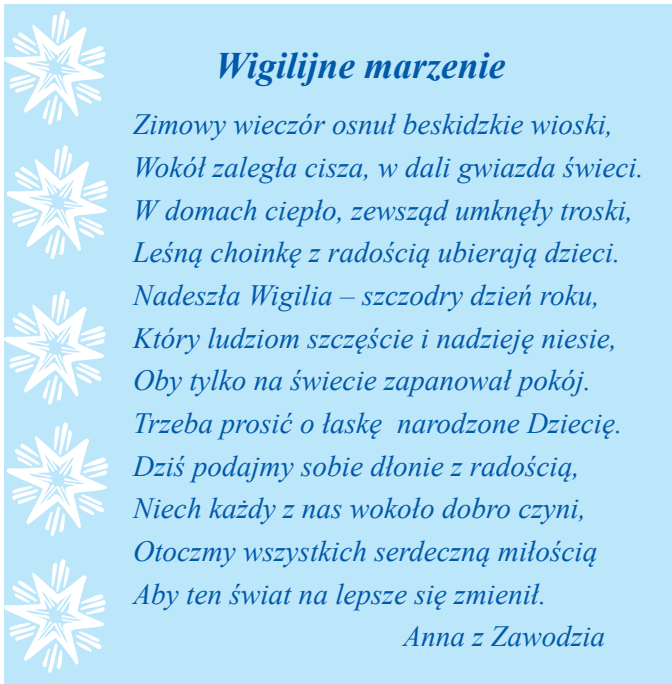 Wigilijne marzenie
Zimowy wieczór osnuł beskidzkie wioski,
Wokół zaległa cisza, w dali gwiazda świeci.
W domach ciepło, zewsząd umknęły troski,
Leśną choinkę z radością ubierają dzieci.
Nadeszła Wigilia – szczodry dzień roku,
Który ludziom szczęście i nadzieję niesie,
Oby tylko na świecie zapanował pokój.
Trzeba prosić o łaskę  narodzone Dziecię.
Dziś podajmy sobie dłonie z radością,
Niech każdy z nas wokoło dobro czyni,
Otoczmy wszystkich serdeczną miłością
Aby ten świat na lepsze się zmienił.
Anna z Zawodzia